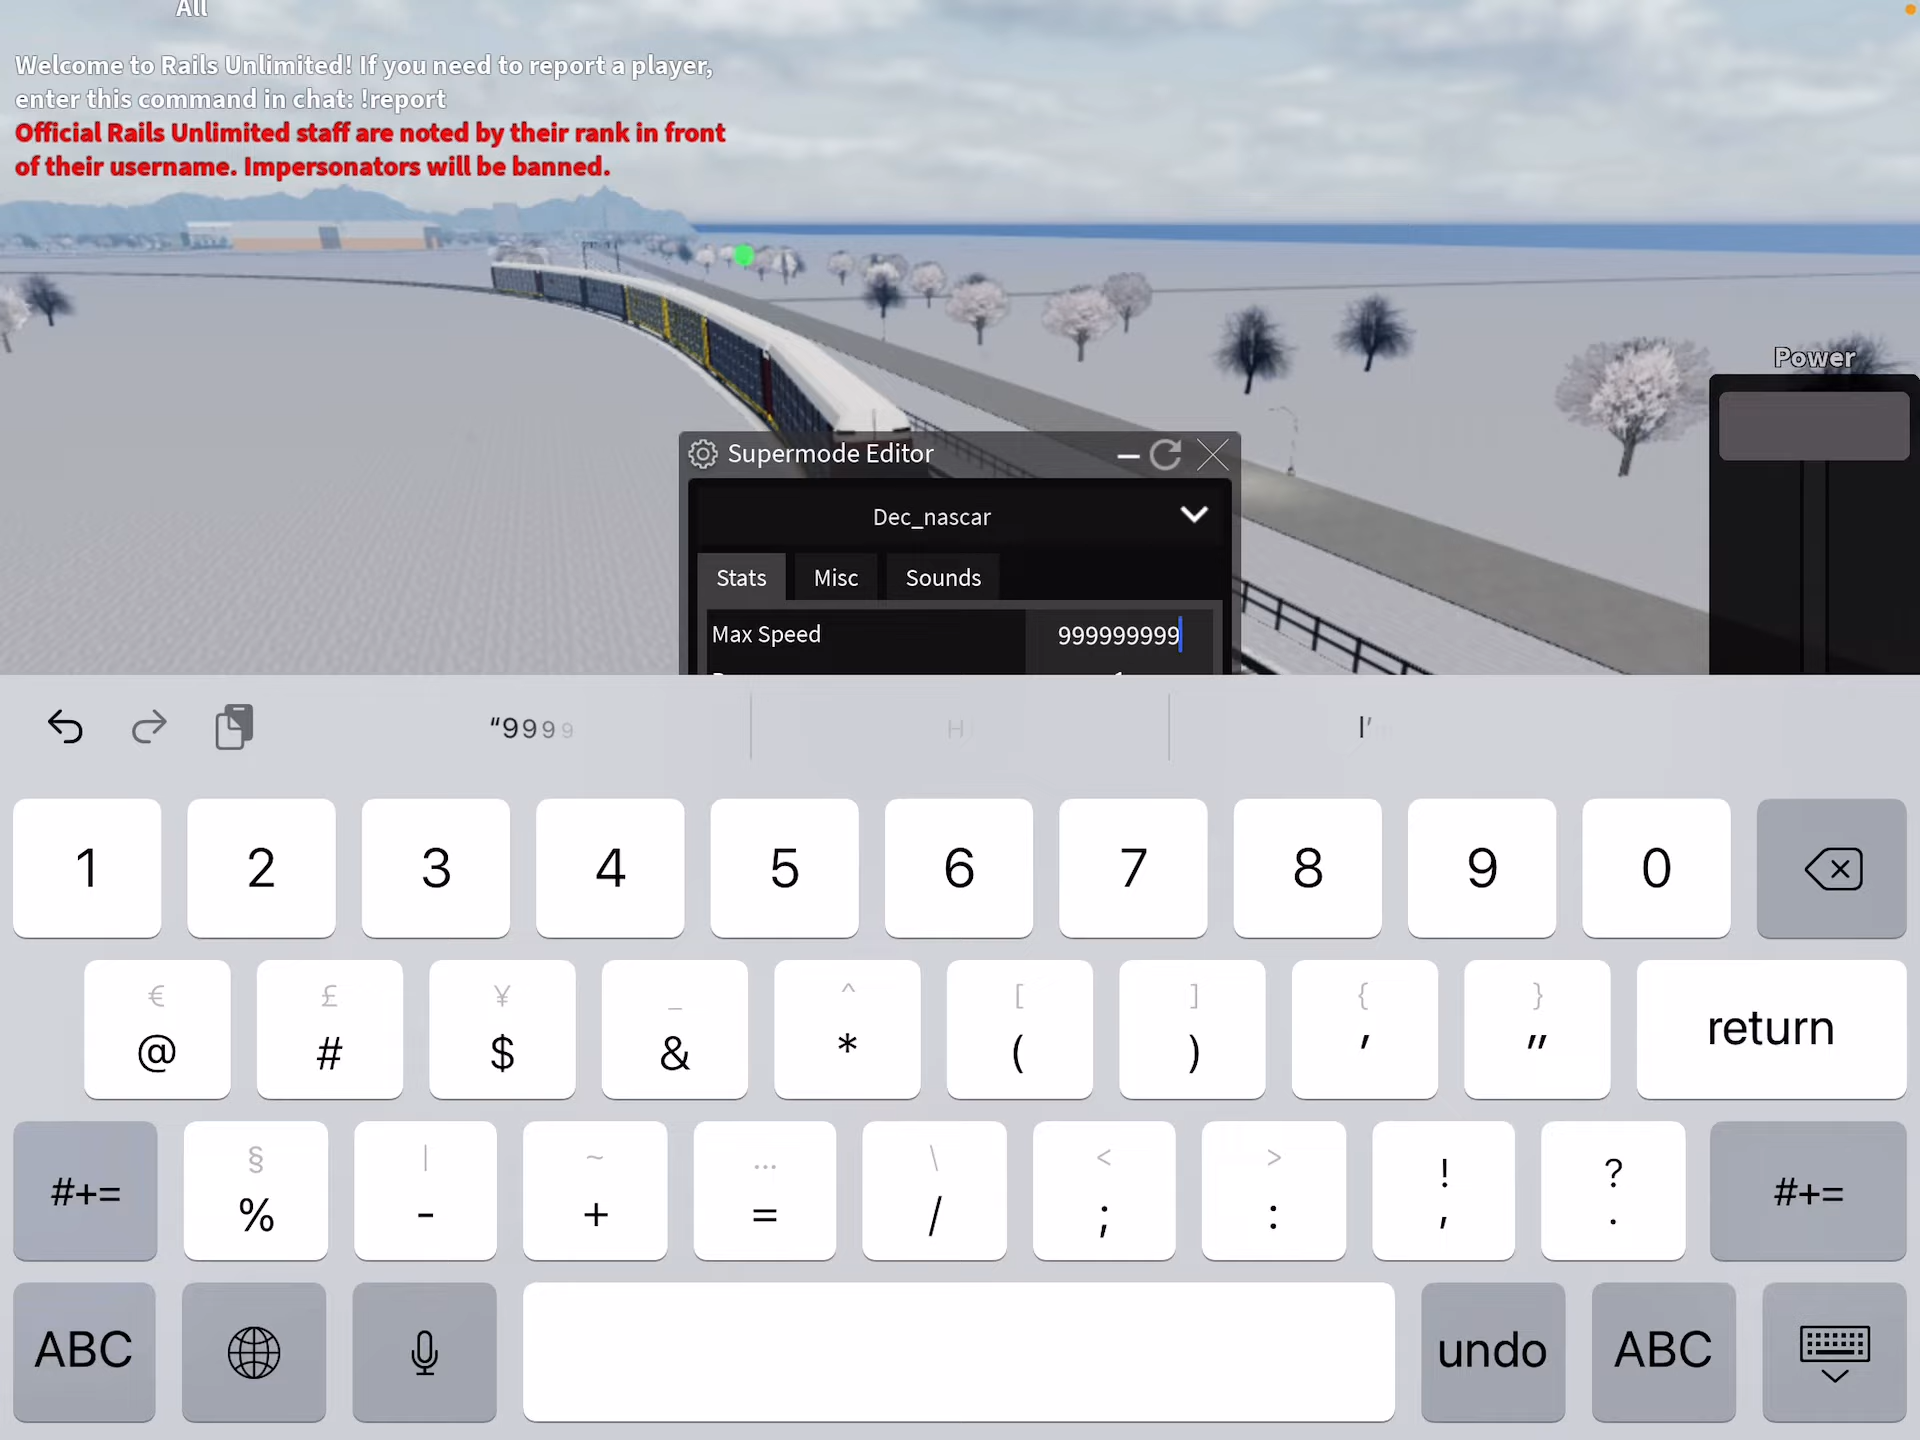 All
Welcome to Rails Unlimited! If you need to report a player,
enter this command in chat: !report
Official Rails Unlimited staff are noted by their rank in front
of their username. Impersonators will be banned.
Power
Supermode Editor
Dec_nascar
Stats Misc Sounds
Max Speed 999999999
“9999 H I’
1 2 3 4 5 6 7 8 9 0
€ £ ¥ _ ^ [ ] { }
@ # $ & * ( ) ' " return
§ | ~ … \ < > ! ?
#+= % - + = / ; : , . #+=
ABC undo ABC